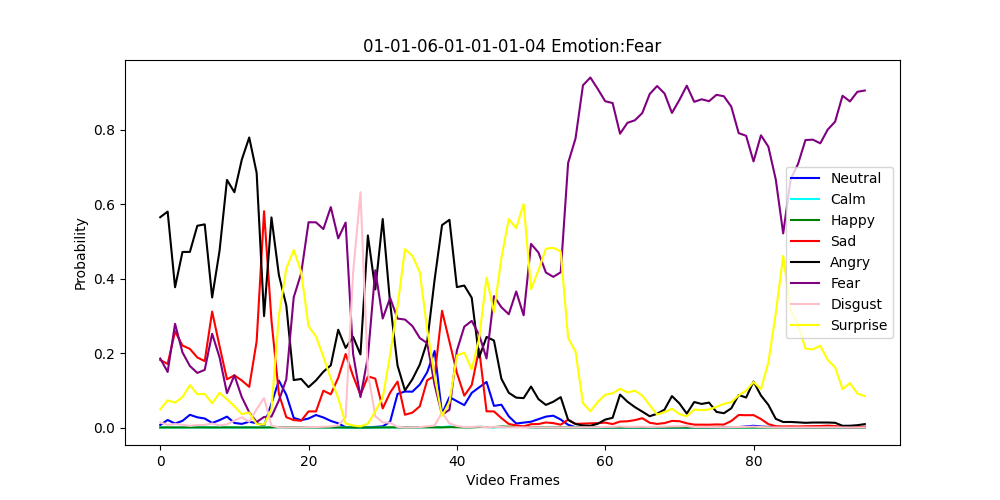 01-01-06-01-01-01-04 Emotion:Fear
Probability
0.8
0.6
0.4
0.2
0.0
0 20 40 60 80
Video Frames
Neutral
Calm
Happy
Sad
Angry
Fear
Disgust
Surprise